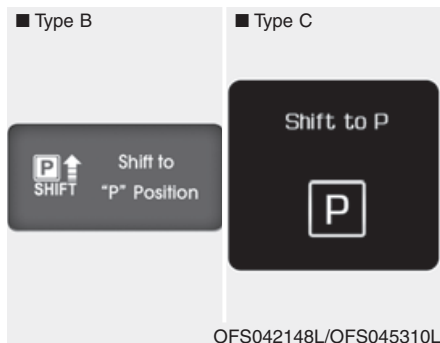 ■ Type B
P
SHIFT
Shift to
"P" Position
■ Type C
Shift to P
P
OFS042148L/OFS045310L